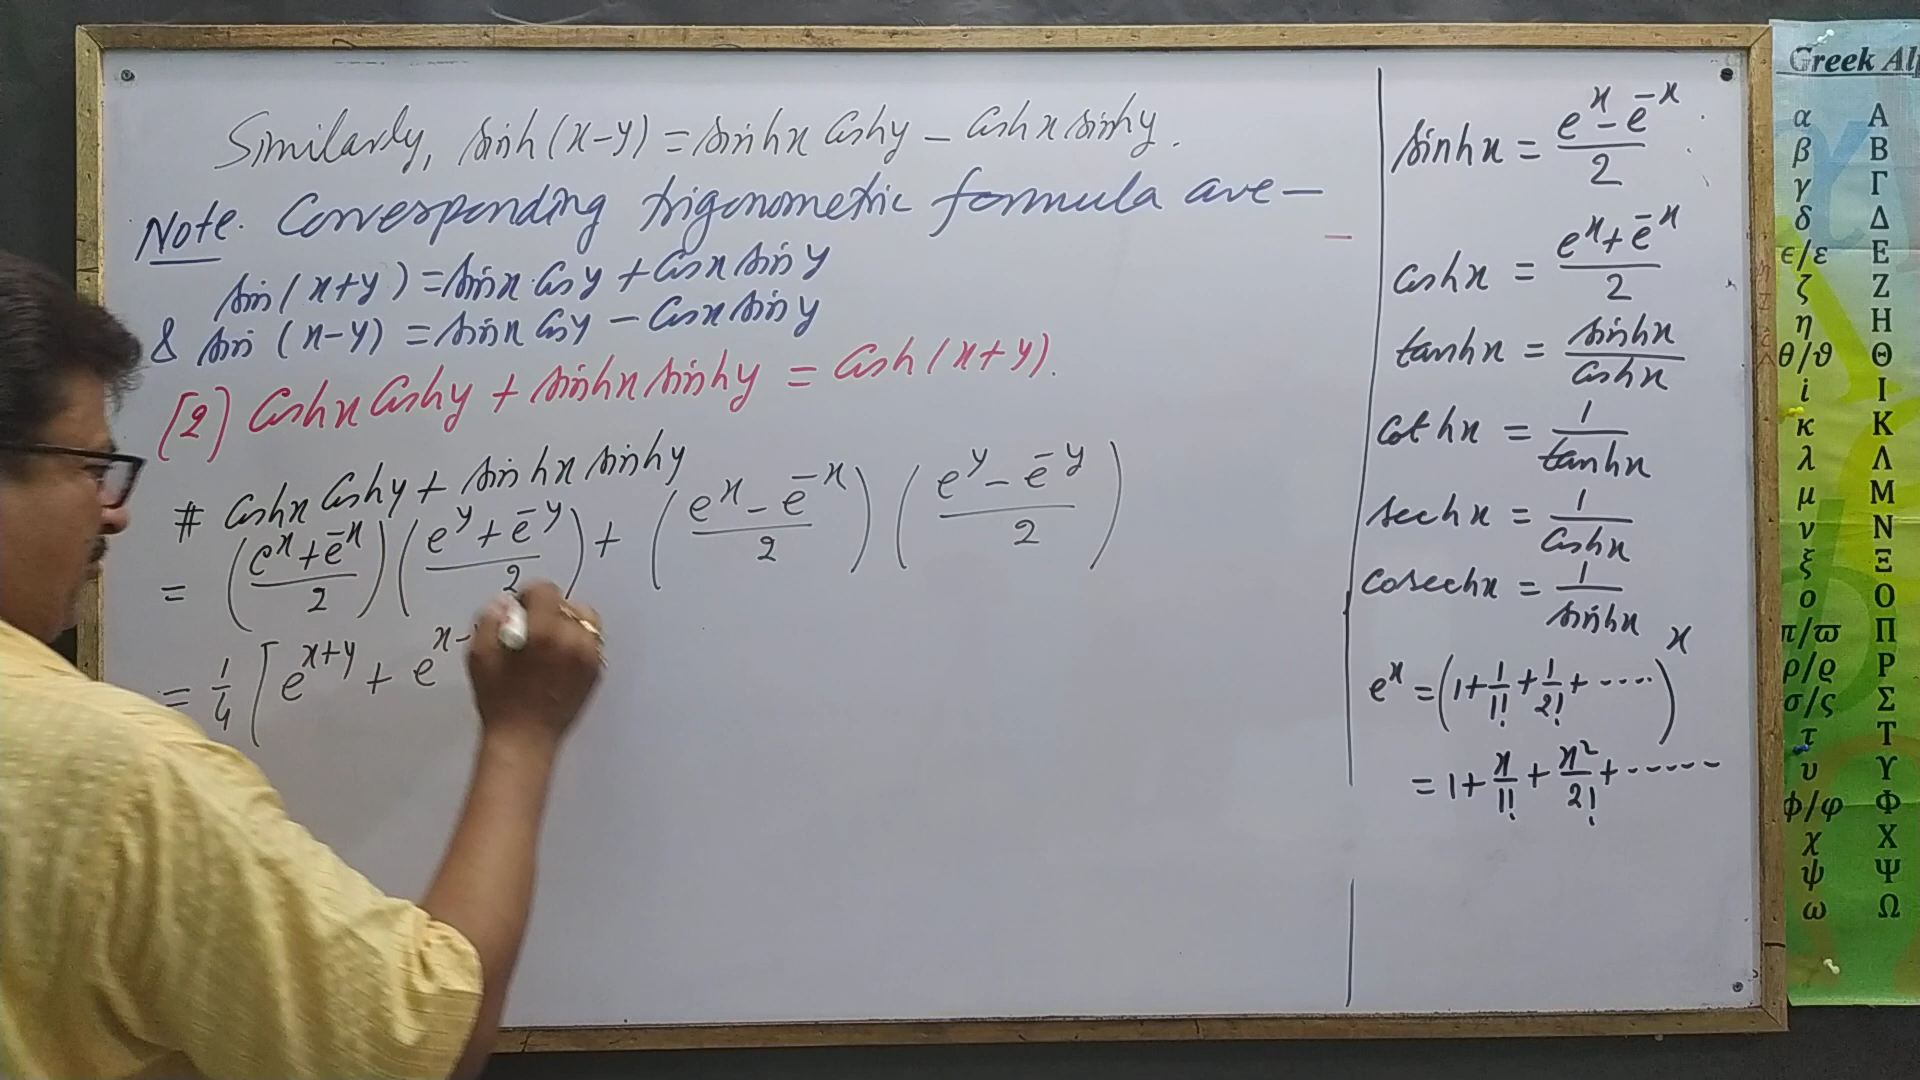 Similarly, sinh(x-y) = sinhx coshy - coshx sinhy.
Note. Corresponding trigonometric formula are-
sin(x+y) = sinx.cosy + cosx siny
& sin (x-y) = sinx cosy - cosx siny
[2] coshx coshy + sinhx sinhy = cosh(x+y).
# coshx coshy + sinhx sinhy
= (e^x + e^-x / 2) (e^y + e^-y / 2) + (e^x - e^-x / 2) (e^y - e^-y / 2)
= 1/4 [e^x+y + e^x-
sinhx = e^x - e^-x / 2
coshx = e^x + e^-x / 2
tanhx = sinhx / coshx
cothx = 1 / tanhx
sechx = 1 / coshx
cosechx = 1 / sinhx
e^x = (1 + 1/1! + 1/2! + ....)^x
= 1 + x/1! + x²/2! + ......
Greek Al
α Α
β Β
γ Γ
δ Δ
ϵ/ε Ε
ζ Ζ
η Η
θ/ϑ Θ
i Ι
κ Κ
λ Λ
μ Μ
ν Ν
ξ Ξ
ο Ο
π/ϖ Π
ρ/ϱ Ρ
σ/ς Σ
τ Τ
υ Υ
ϕ/φ Φ
χ Χ
ψ Ψ
ω Ω